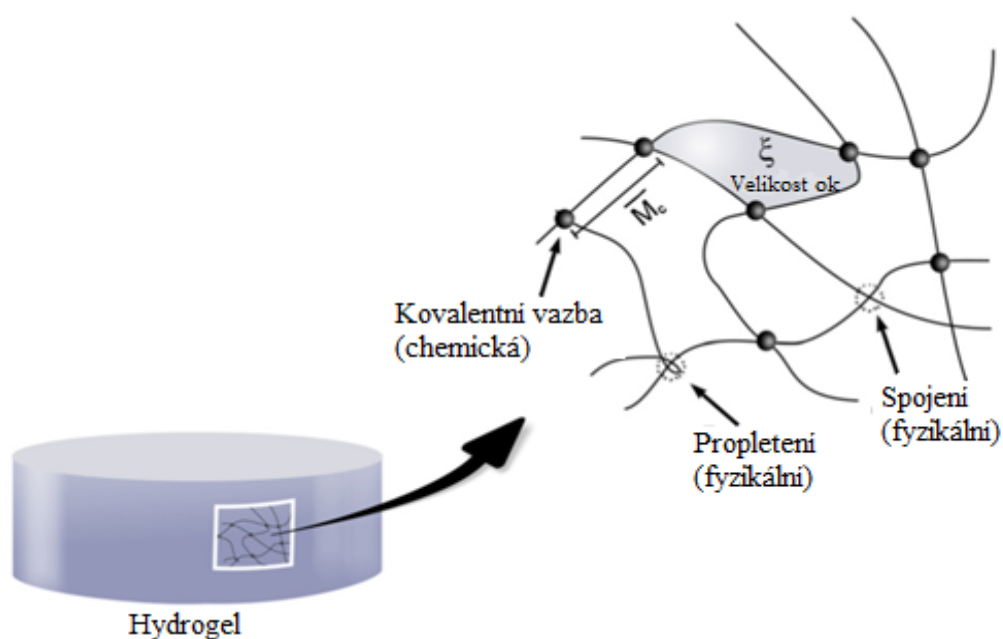 ξ
Velikost ok
M̅c
Kovalentní vazba
(chemická)
Spojení
(fyzikální)
Propletení
(fyzikální)
Hydrogel